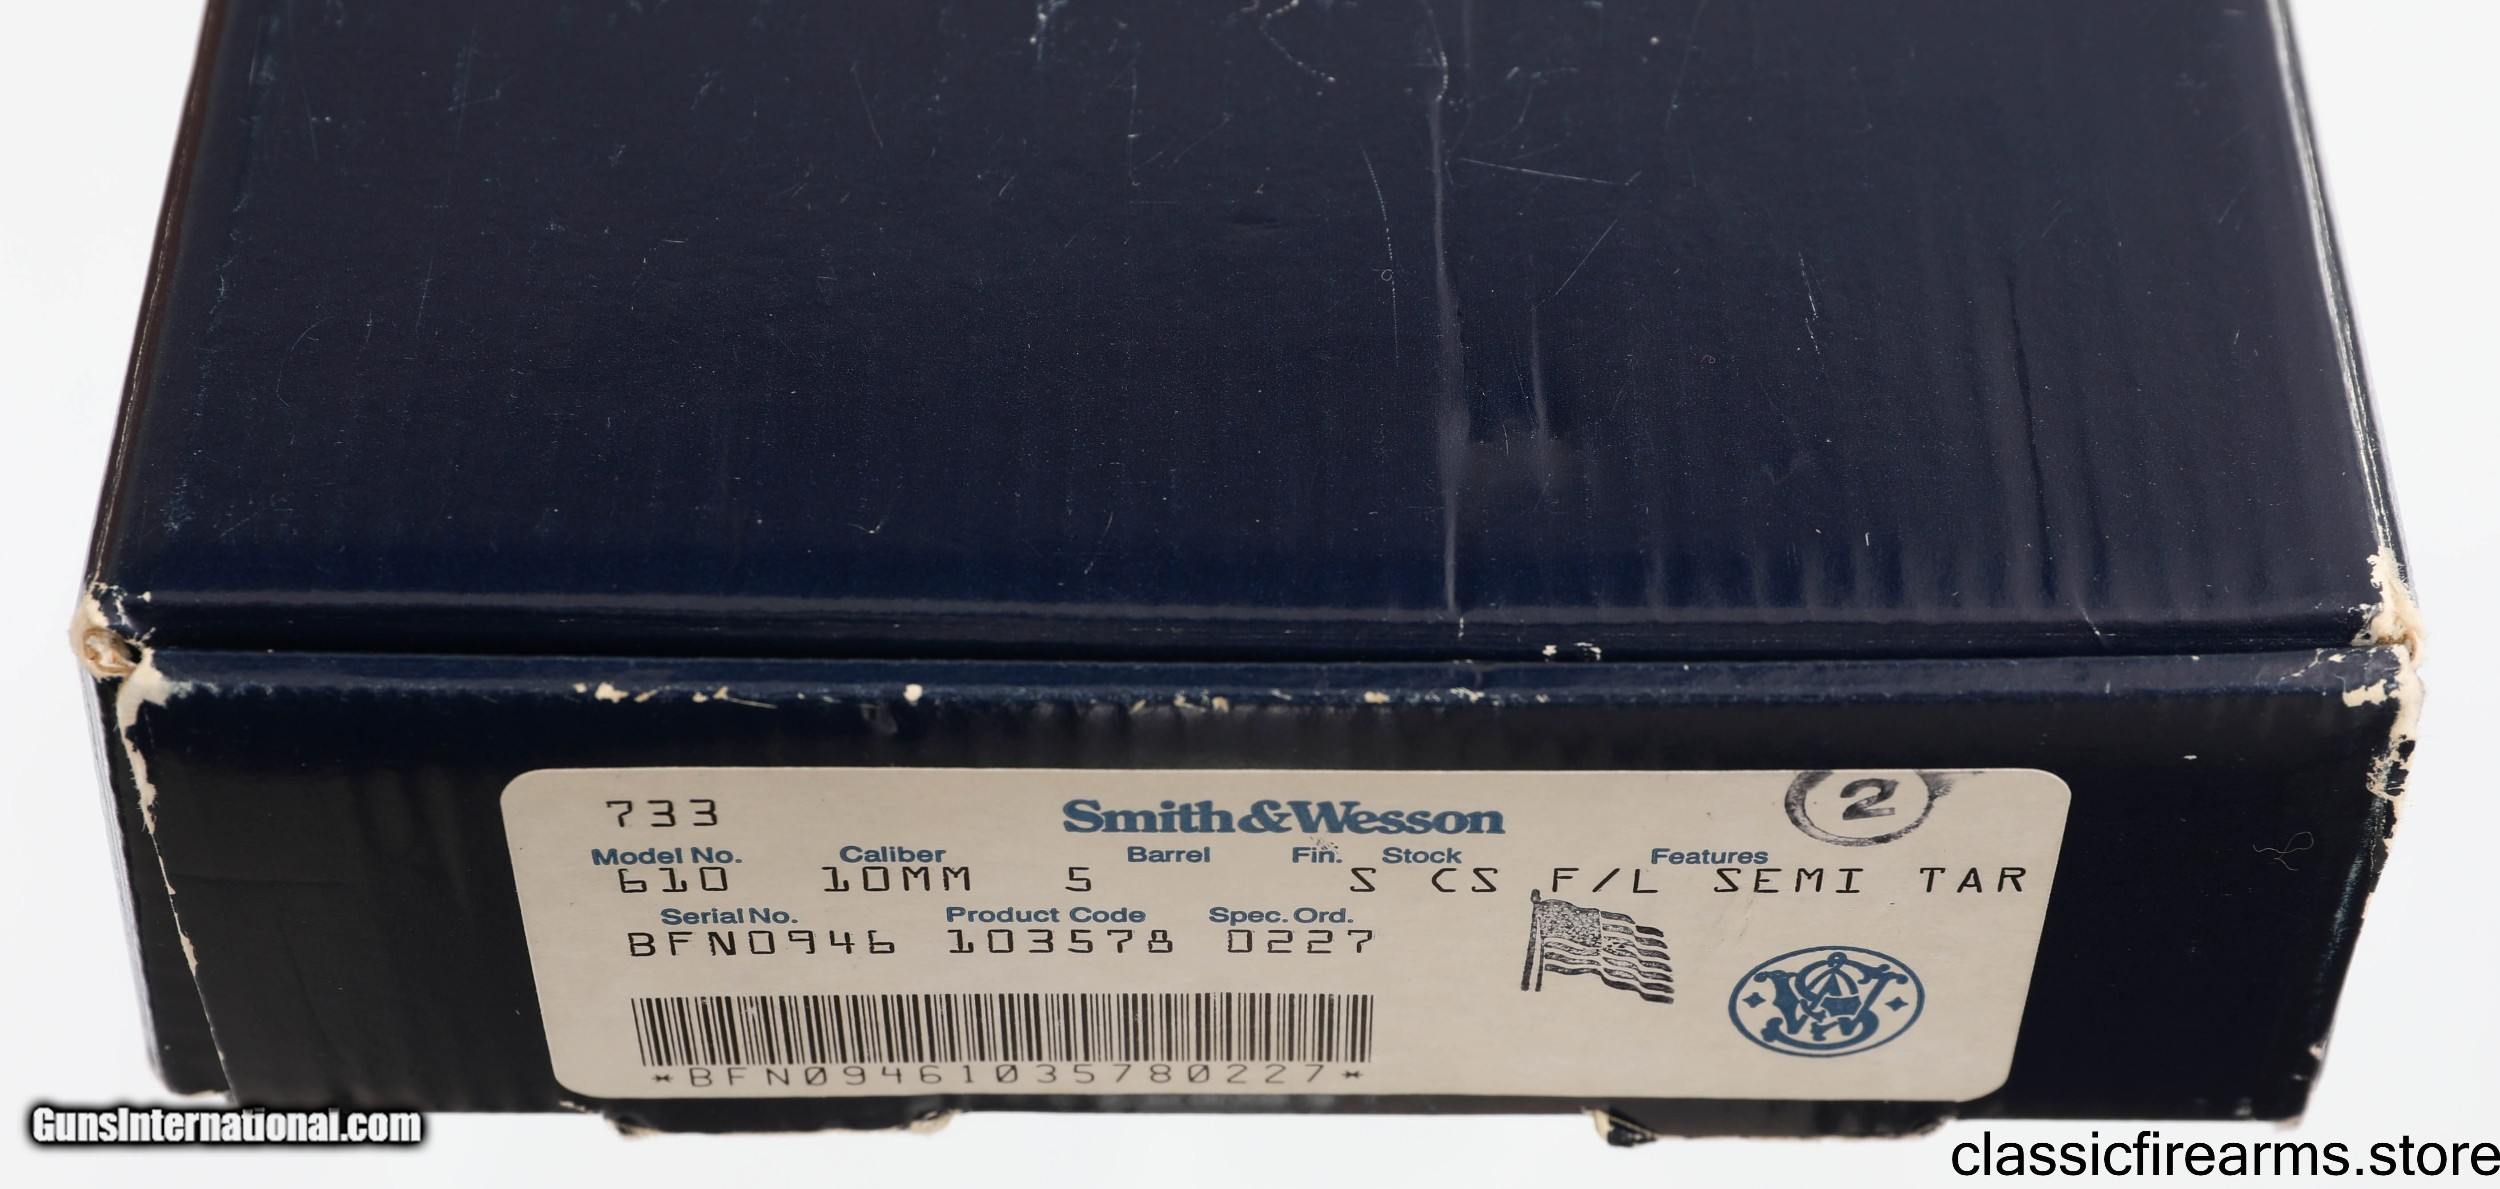 733 Smith & Wesson 2
Model No. Caliber Barrel Fin. Stock Features
610 10MM 5 S CS F/L SEMI TAR
Serial No. Product Code Spec. Ord.
BFN0946 103578 0227
*BFN09461035780227*
GunsInternational.com
classicfirearms.store